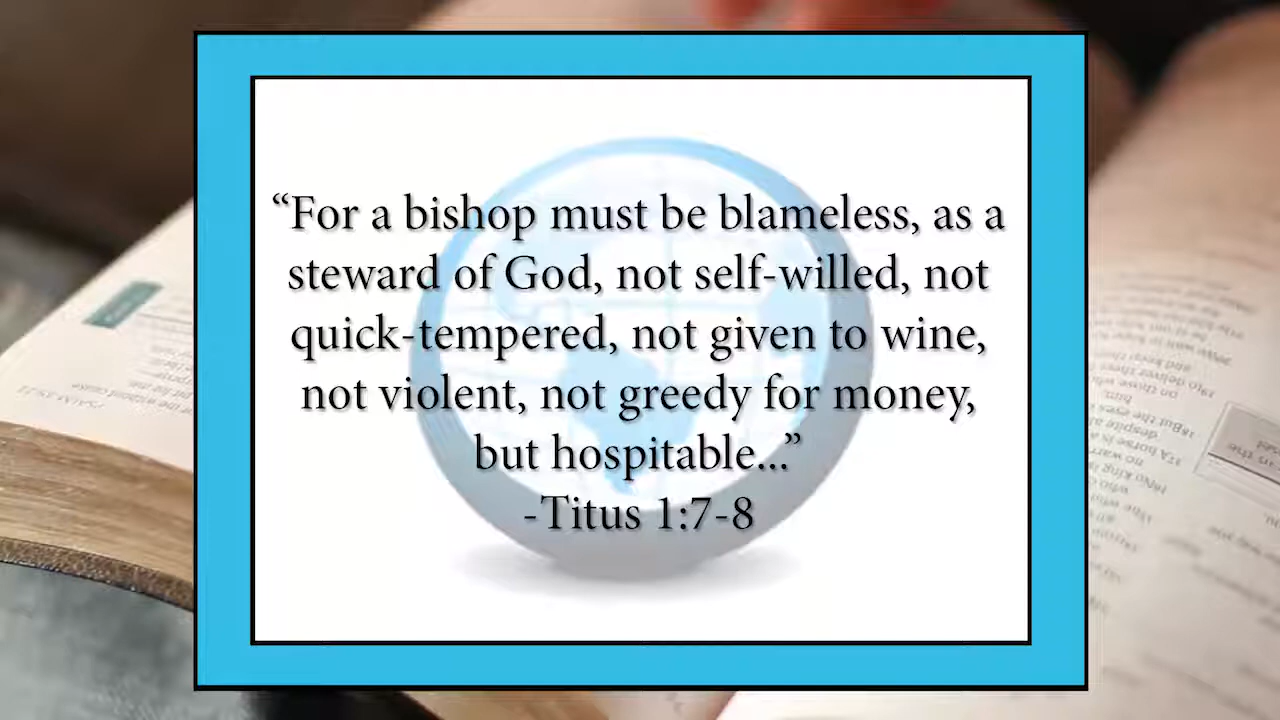 “For a bishop must be blameless, as a
steward of God, not self-willed, not
quick-tempered, not given to wine,
not violent, not greedy for money,
but hospitable...”
-Titus 1:7-8